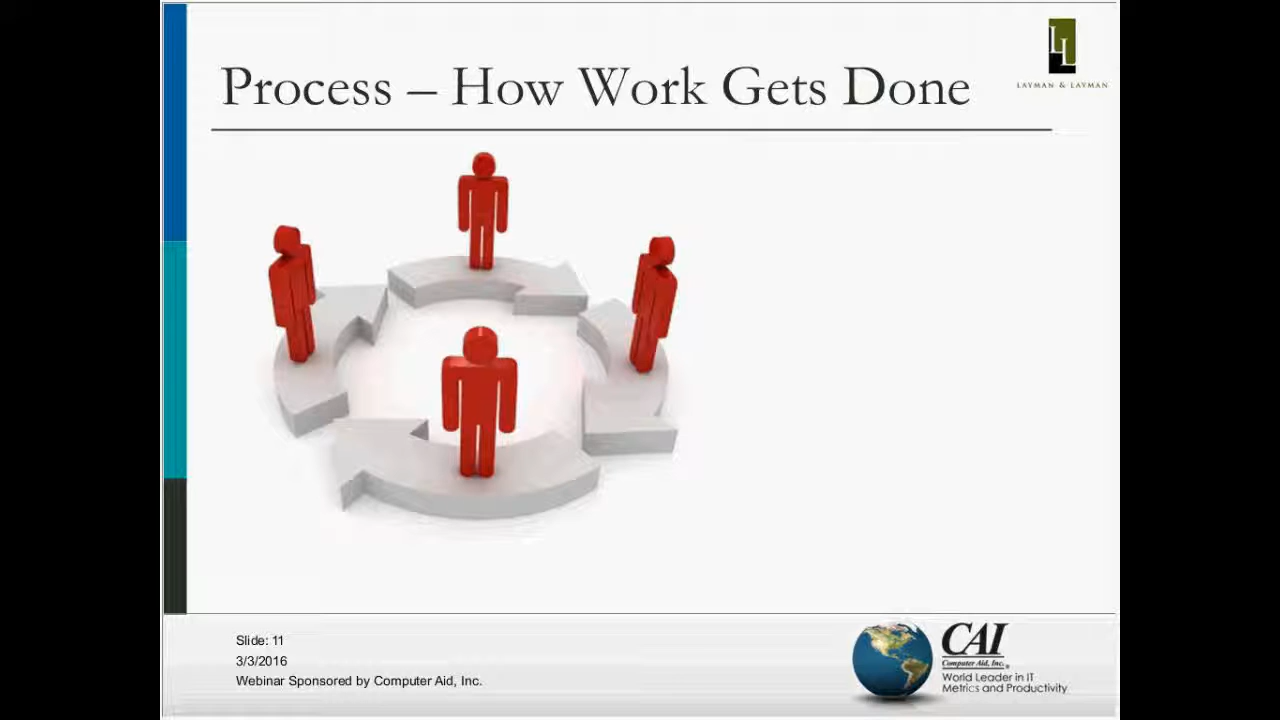 Process – How Work Gets Done
LL
LAYMAN & LAYMAN
Slide: 11
3/3/2016
Webinar Sponsored by Computer Aid, Inc.
CAI
Computer Aid, Inc.®
World Leader in IT
Metrics and Productivity